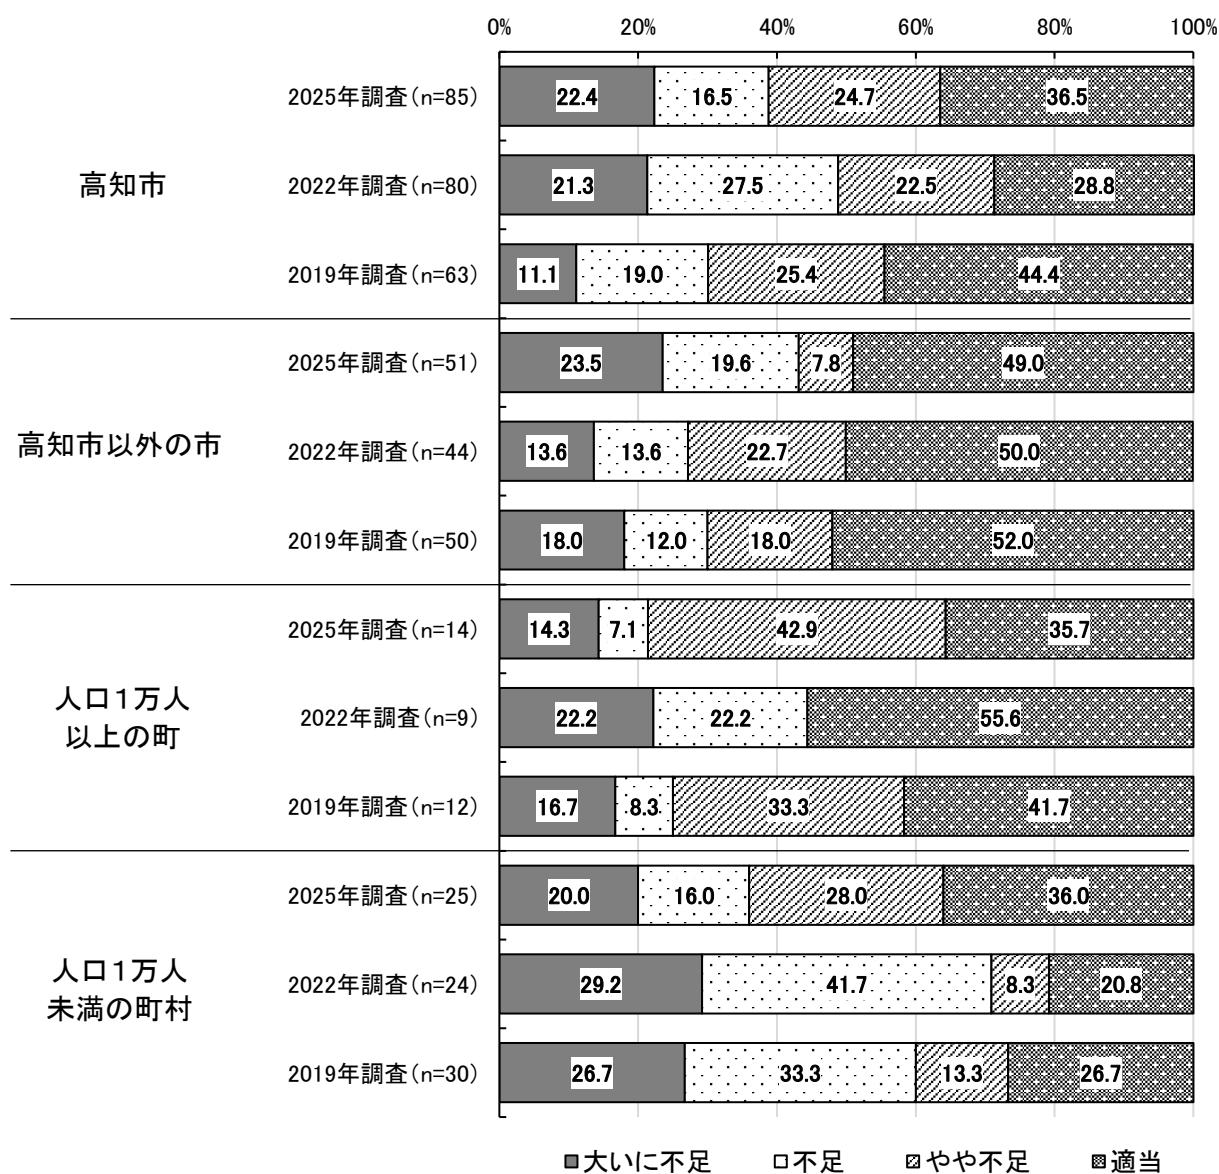 0% 20% 40% 60% 80% 100%
高知市
2025年調査(n=85) 22.4 16.5 24.7 36.5
2022年調査(n=80) 21.3 27.5 22.5 28.8
2019年調査(n=63) 11.1 19.0 25.4 44.4
高知市以外の市
2025年調査(n=51) 23.5 19.6 7.8 49.0
2022年調査(n=44) 13.6 13.6 22.7 50.0
2019年調査(n=50) 18.0 12.0 18.0 52.0
人口1万人
以上の町
2025年調査(n=14) 14.3 7.1 42.9 35.7
2022年調査(n=9) 22.2 22.2 55.6
2019年調査(n=12) 16.7 8.3 33.3 41.7
人口1万人
未満の町村
2025年調査(n=25) 20.0 16.0 28.0 36.0
2022年調査(n=24) 29.2 41.7 8.3 20.8
2019年調査(n=30) 26.7 33.3 13.3 26.7
大いに不足 不足 やや不足 適当